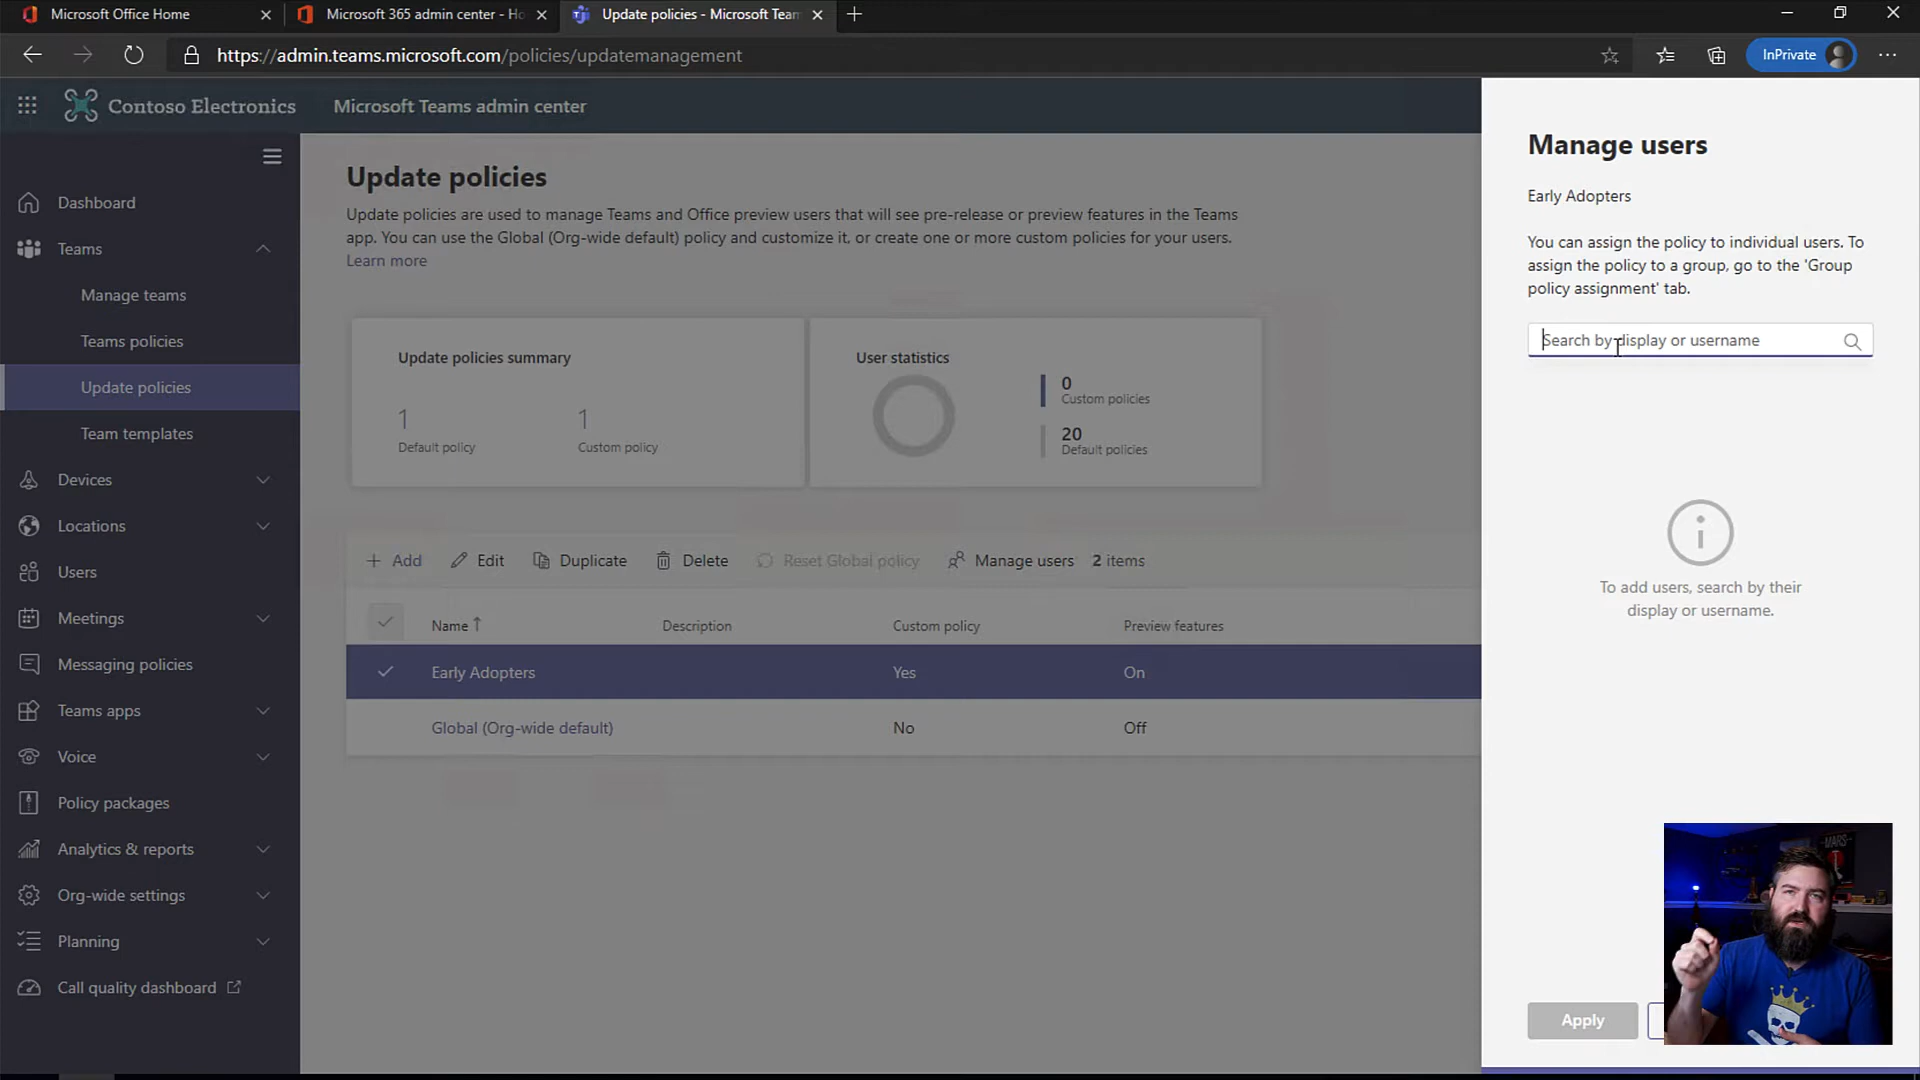 Microsoft Office Home
Microsoft 365 admin center - Ho
Update policies - Microsoft Team
https://admin.teams.microsoft.com/policies/updatemanagement
InPrivate
Contoso Electronics
Microsoft Teams admin center
Dashboard
Teams
Manage teams
Teams policies
Update policies
Team templates
Devices
Locations
Users
Meetings
Messaging policies
Teams apps
Voice
Policy packages
Analytics & reports
Org-wide settings
Planning
Call quality dashboard
Update policies
Update policies are used to manage Teams and Office preview users that will see pre-release or preview features in the Teams
app. You can use the Global (Org-wide default) policy and customize it, or create one or more custom policies for your users.
Learn more
Update policies summary
1
Default policy
1
Custom policy
User statistics
0
Custom policies
20
Default policies
Add
Edit
Duplicate
Delete
Reset Global policy
Manage users
2 items
Name
Description
Custom policy
Preview features
Early Adopters
Yes
On
Global (Org-wide default)
No
Off
Manage users
Early Adopters
You can assign the policy to individual users. To
assign the policy to a group, go to the 'Group
policy assignment' tab.
Search by display or username
To add users, search by their
display or username.
Apply
MARS